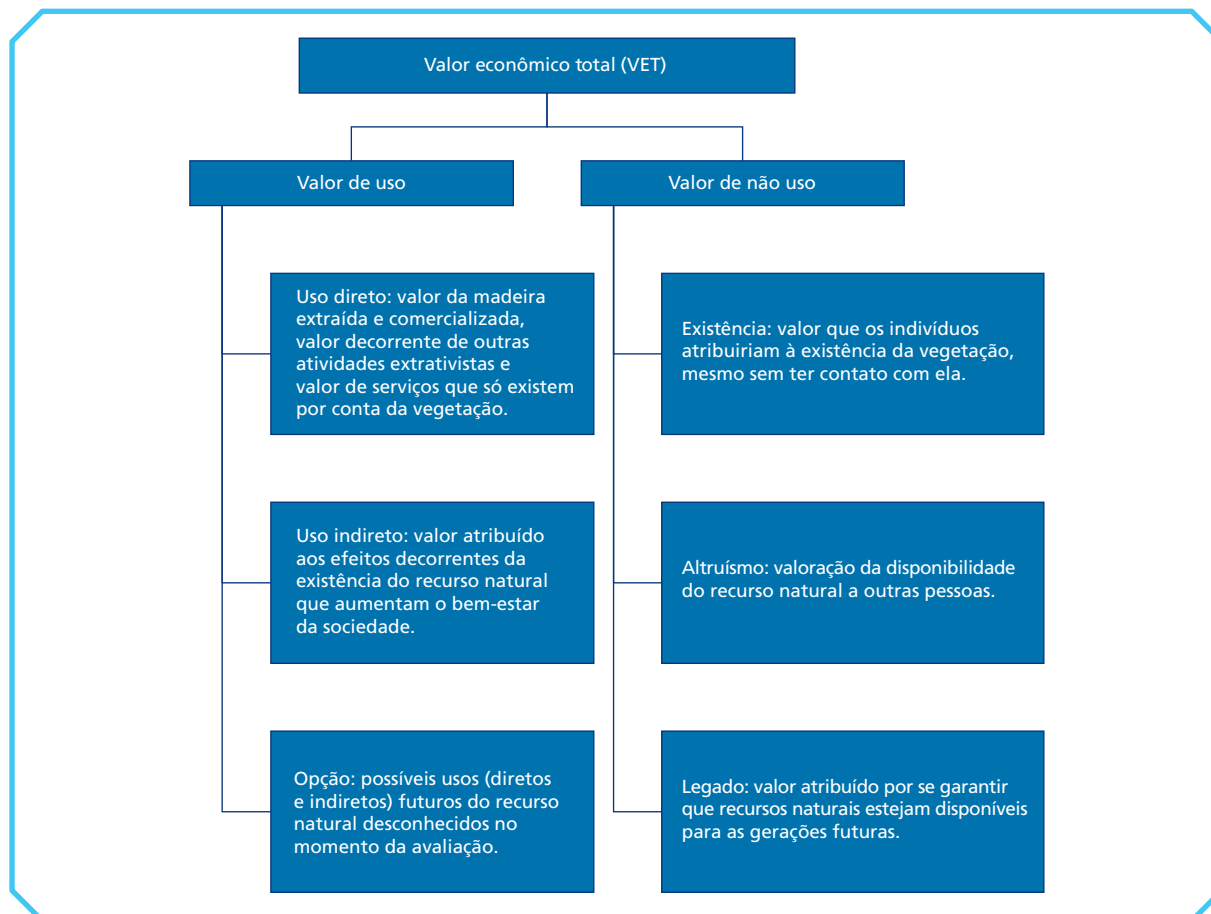 Valor econômico total (VET)
Valor de uso
Valor de não uso
Uso direto: valor da madeira
extraída e comercializada,
valor decorrente de outras
atividades extrativistas e
valor de serviços que só existem
por conta da vegetação.
Existência: valor que os indivíduos
atribuiriam à existência da vegetação,
mesmo sem ter contato com ela.
Uso indireto: valor atribuído
aos efeitos decorrentes da
existência do recurso natural
que aumentam o bem-estar
da sociedade.
Altruísmo: valoração da disponibilidade
do recurso natural a outras pessoas.
Opção: possíveis usos (diretos
e indiretos) futuros do recurso
natural desconhecidos no
momento da avaliação.
Legado: valor atribuído por se garantir
que recursos naturais estejam disponíveis
para as gerações futuras.